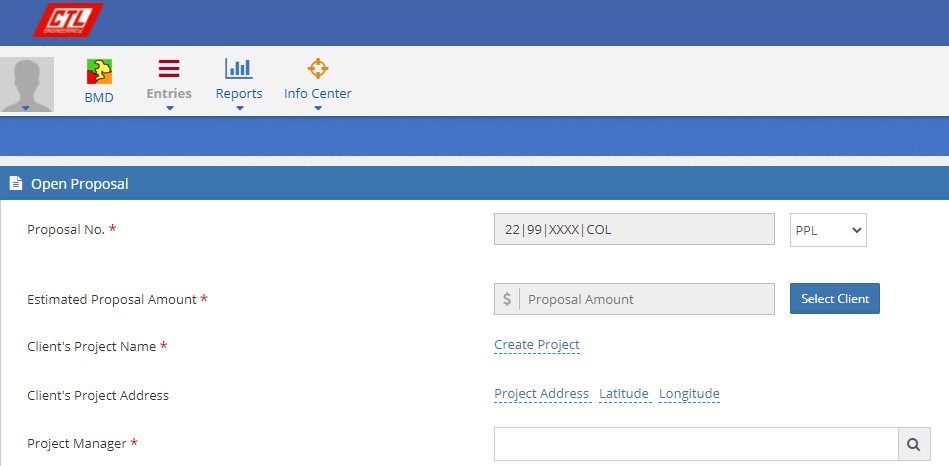 CTL
ENGINEERING
BMD
Entries
Reports
Info Center
Open Proposal
Proposal No. *
22|99|XXXX|COL
PPL
Estimated Proposal Amount *
$ Proposal Amount
Select Client
Client's Project Name *
Create Project
Client's Project Address
Project Address Latitude Longitude
Project Manager *